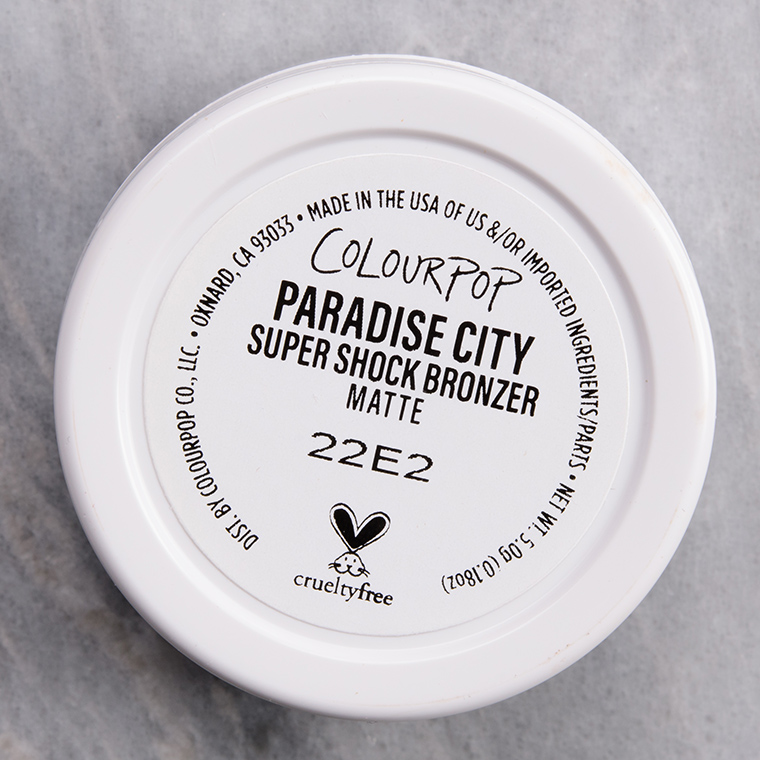 DIST. BY COLOURPOP CO., LLC. • OXNARD, CA 93033 • MADE IN THE USA OF US &/OR IMPORTED INGREDIENTS/PARTS • NET WT. 5.0g (0.18oz)
COLOURPOP
PARADISE CITY
SUPER SHOCK BRONZER
MATTE
22E2
crueltyfree